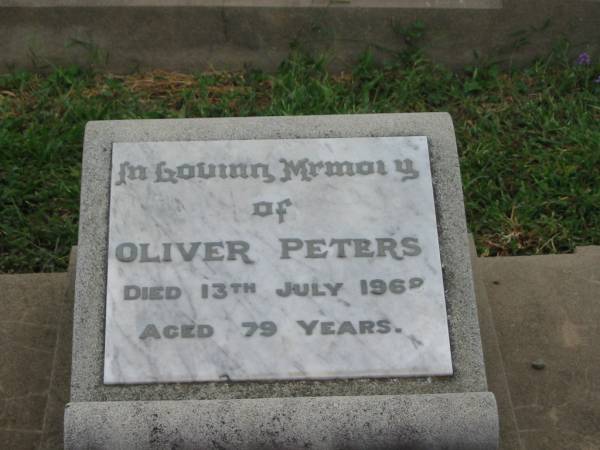 In Loving Memory
of
OLIVER PETERS
DIED 13TH JULY
AGED 79 YEARS.